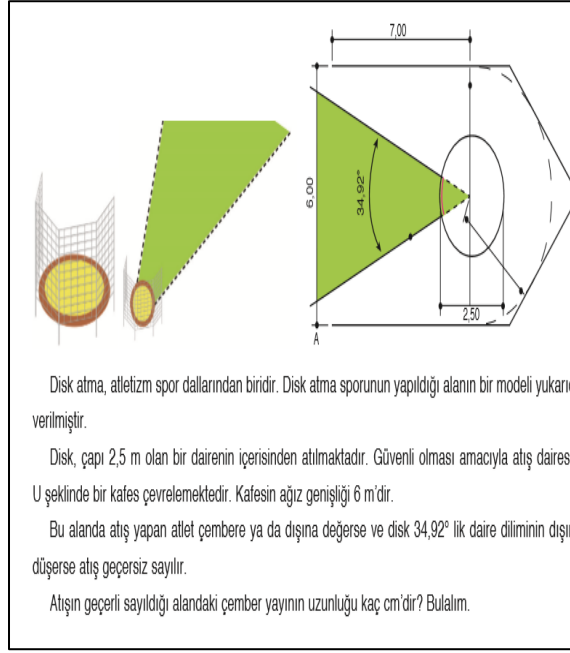 7,00
6,00
34,92°
2,50
A
Disk atma, atletizm spor dallarından biridir. Disk atma sporunun yapıldığı alanın bir modeli
verilmiştir.
Disk, çapı 2,5 m olan bir dairenin içerisinden atılmaktadır. Güvenli olması amacıyla atış
U şeklinde bir kafes çevrelemektedir. Kafesin ağız genişliği 6 m'dir.
Bu alanda atış yapan atlet çembere ya da dışına değerse ve disk 34,92° lik daire diliminin
düşerse atış geçersiz sayılır.
Atışın geçerli sayıldığı alandaki çember yayının uzunluğu kaç cm'dir? Bulalım.